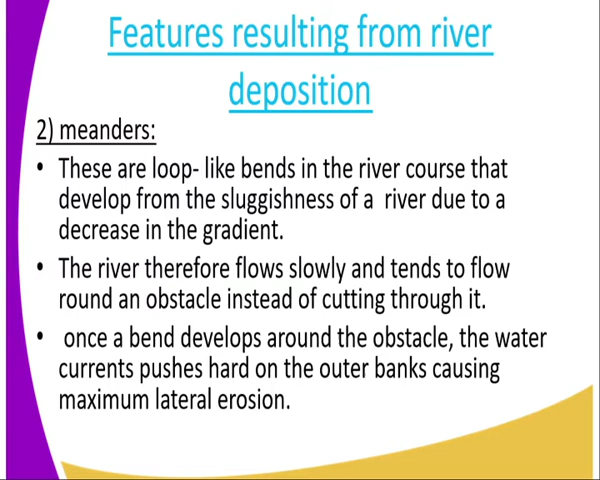 Features resulting from river
deposition
2) meanders:
• These are loop- like bends in the river course that
develop from the sluggishness of a river due to a
decrease in the gradient.
• The river therefore flows slowly and tends to flow
round an obstacle instead of cutting through it.
• once a bend develops around the obstacle, the water
currents pushes hard on the outer banks causing
maximum lateral erosion.